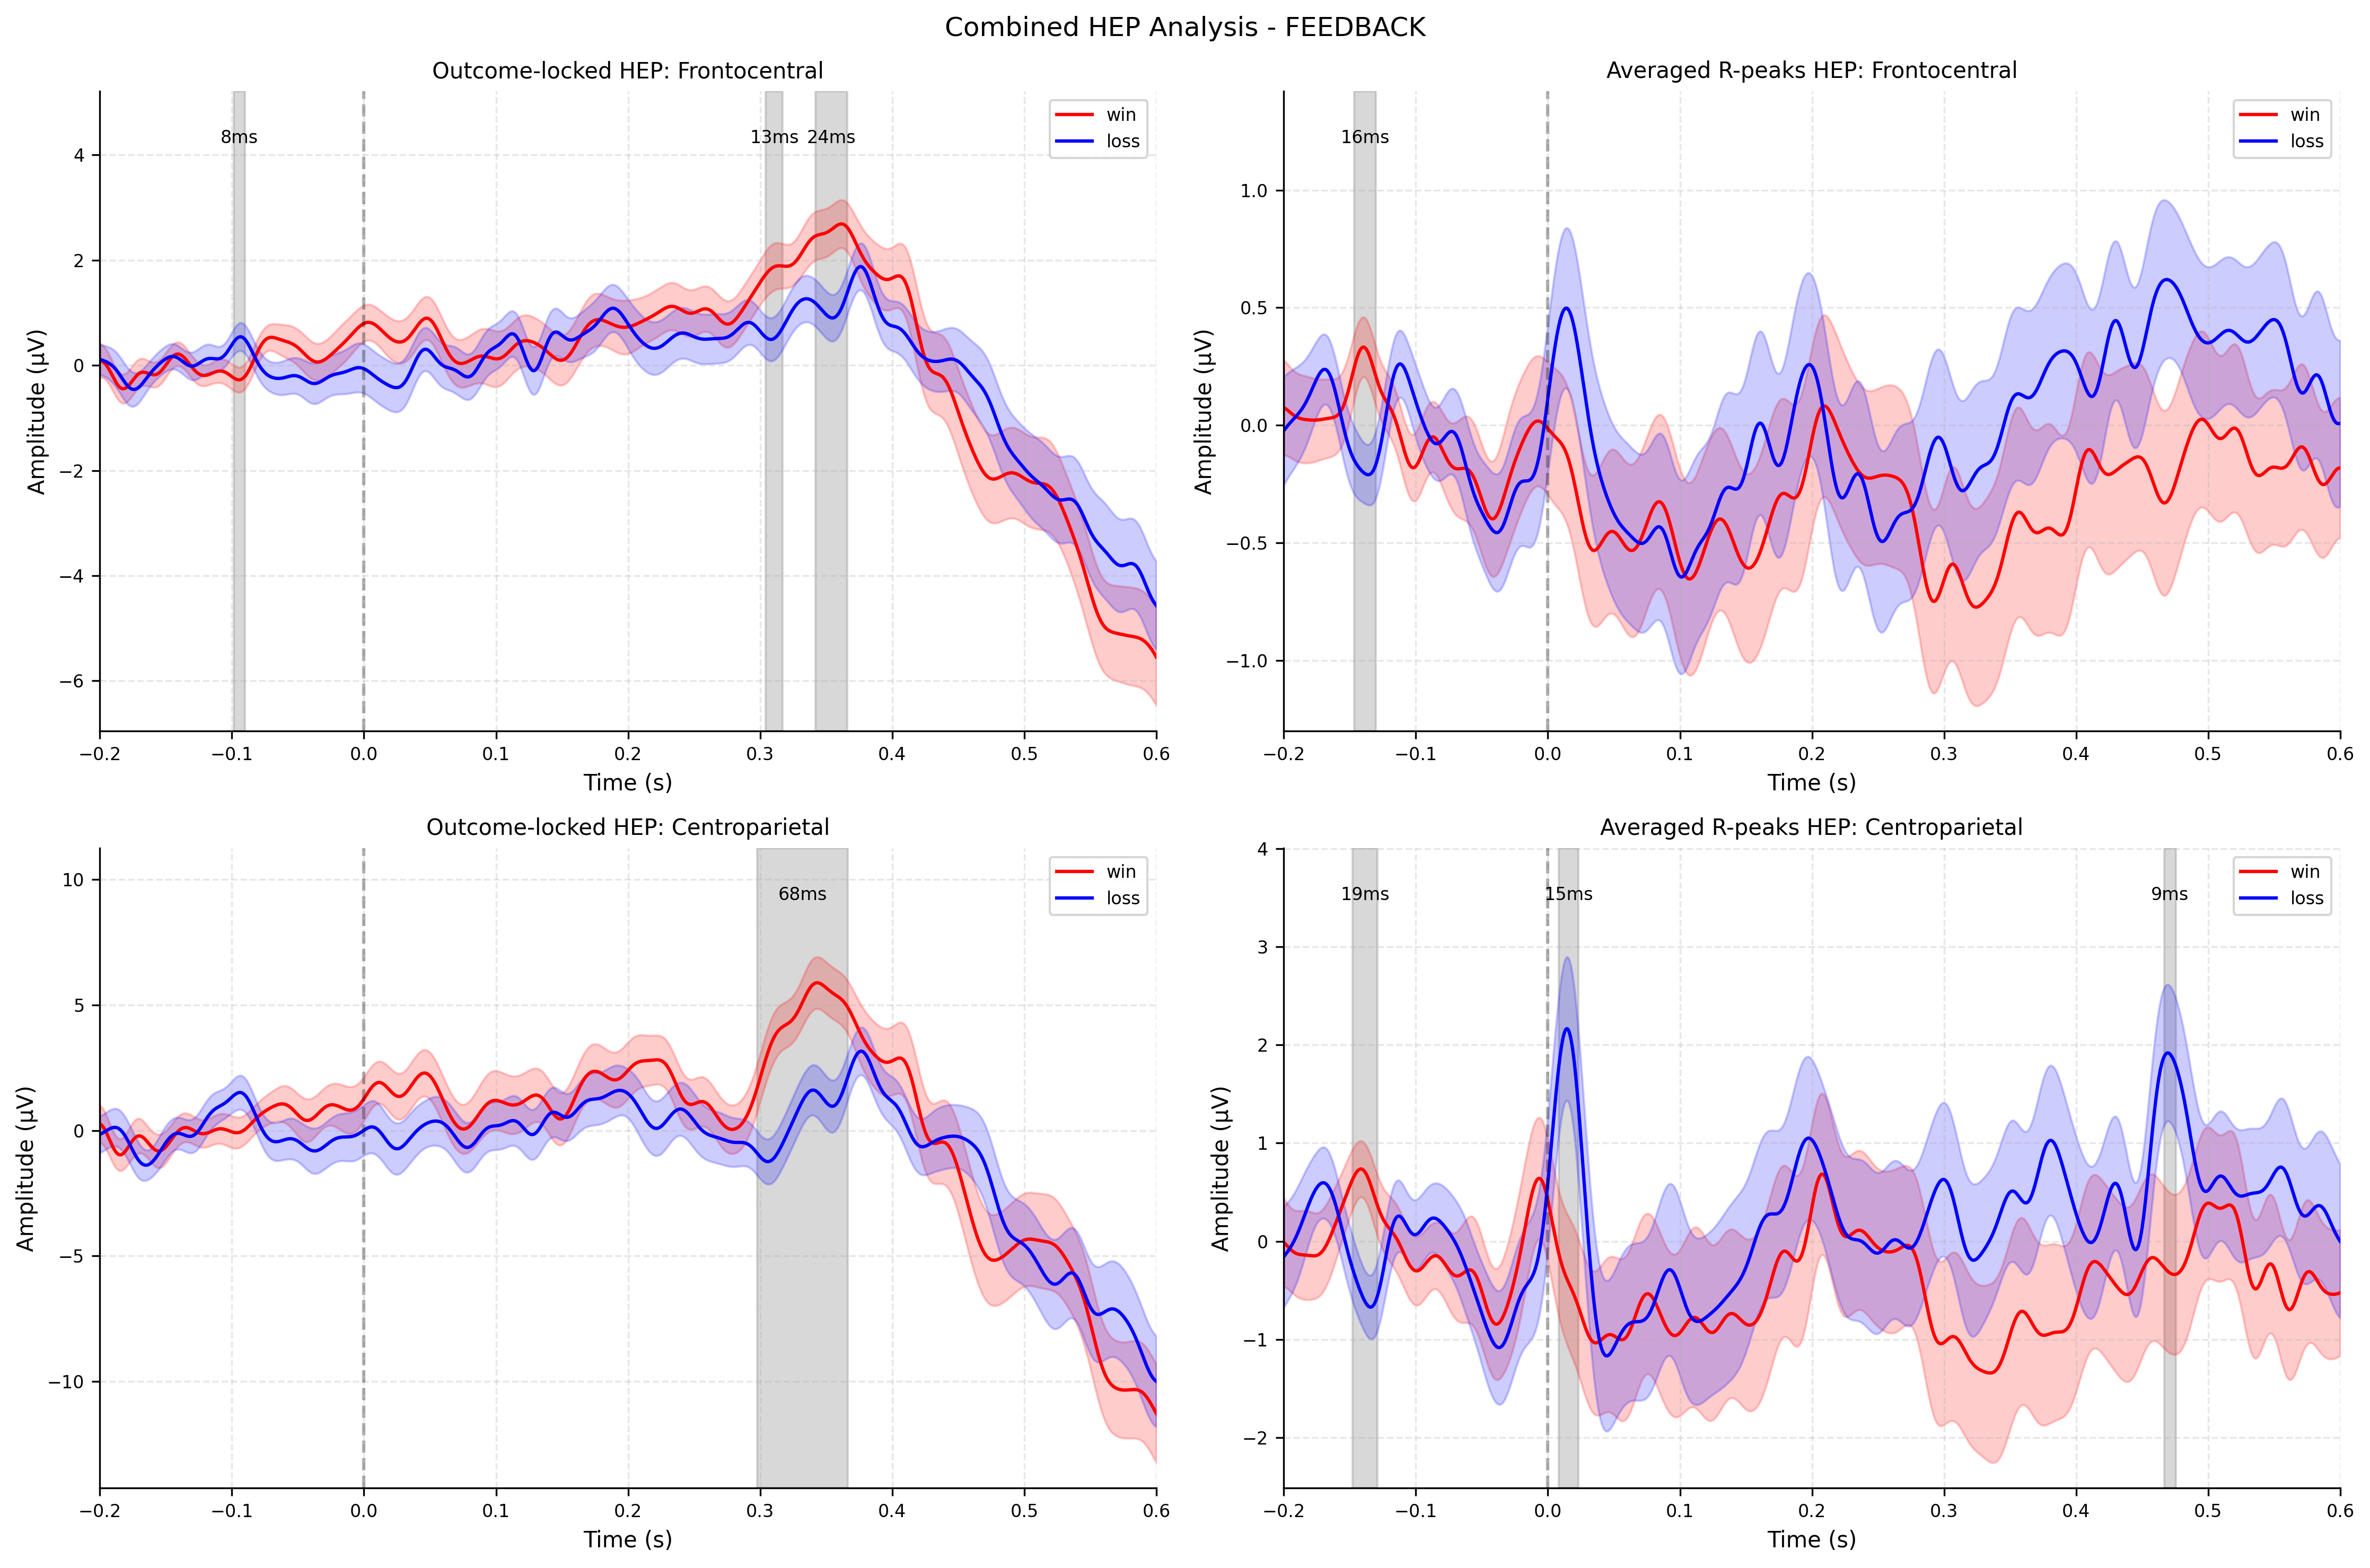 Combined HEP Analysis - FEEDBACK
Outcome-locked HEP: Frontocentral
Amplitude (µV)
4
2
0
−2
−4
−6
8ms
13ms
24ms
win
loss
−0.2
−0.1
0.0
0.1
0.2
0.3
0.4
0.5
0.6
Time (s)
Averaged R-peaks HEP: Frontocentral
Amplitude (µV)
1.0
0.5
0.0
−0.5
−1.0
16ms
win
loss
−0.2
−0.1
0.0
0.1
0.2
0.3
0.4
0.5
0.6
Time (s)
Outcome-locked HEP: Centroparietal
Amplitude (µV)
10
5
0
−5
−10
68ms
win
loss
−0.2
−0.1
0.0
0.1
0.2
0.3
0.4
0.5
0.6
Time (s)
Averaged R-peaks HEP: Centroparietal
Amplitude (µV)
4
3
2
1
0
−1
−2
19ms
15ms
9ms
win
loss
−0.2
−0.1
0.0
0.1
0.2
0.3
0.4
0.5
0.6
Time (s)